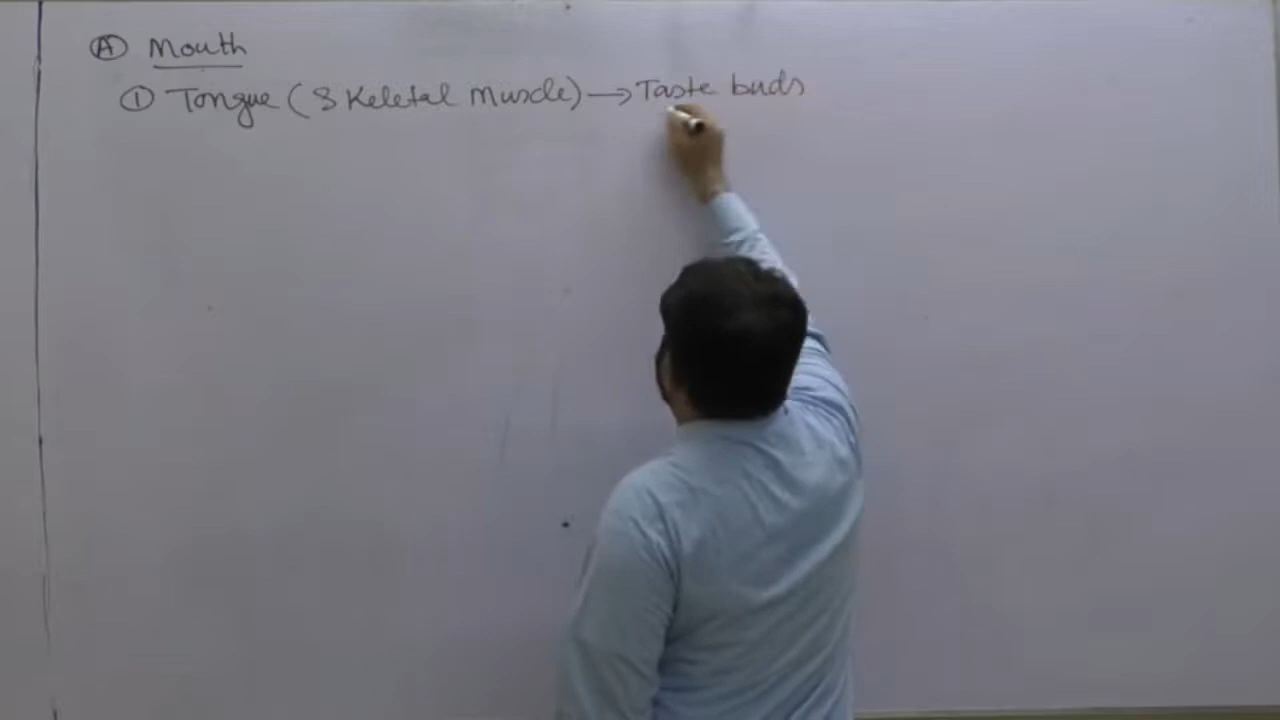 Ⓐ Mouth
① Tongue (Skeletal Muscle) → Taste buds